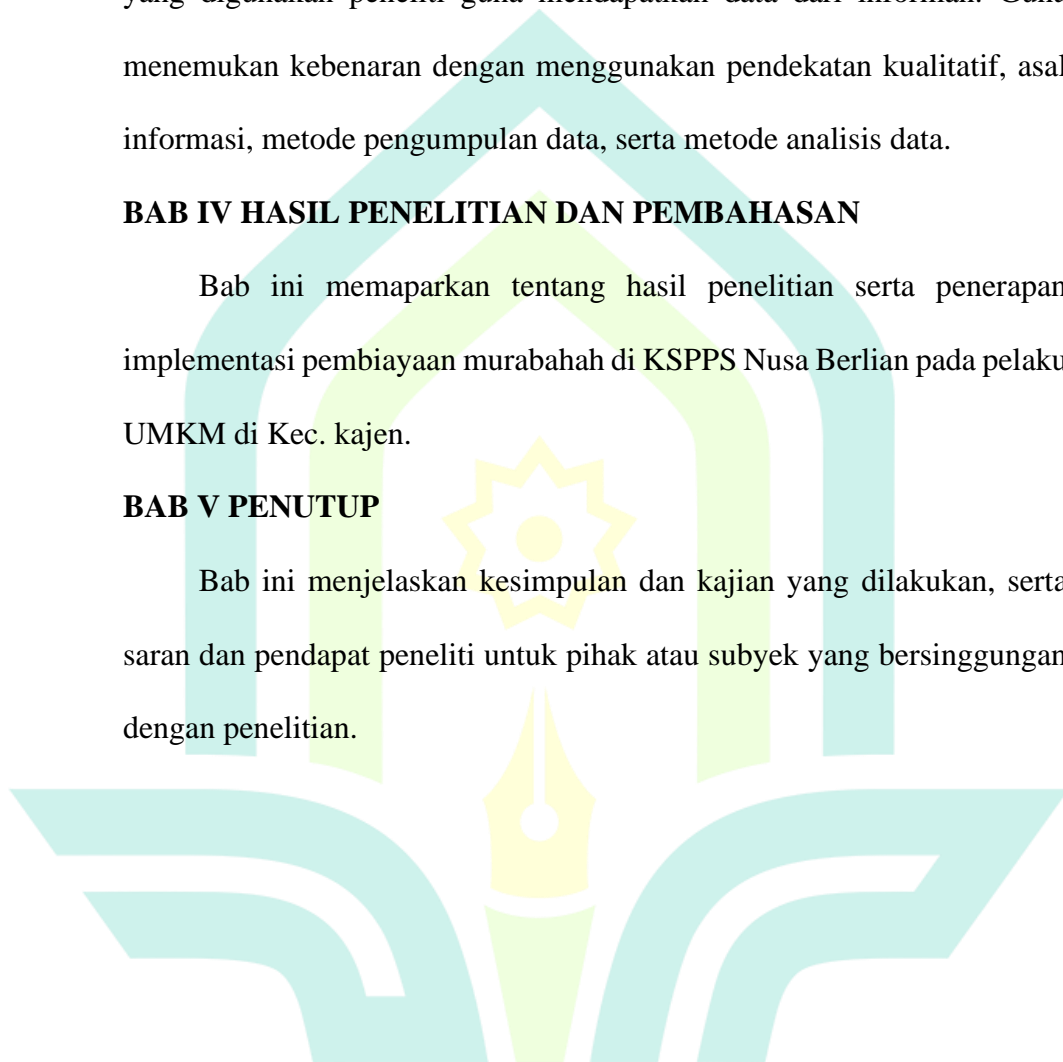 yang digunakan peneliti guna mendapatkan data dari informan. Guna
menemukan kebenaran dengan menggunakan pendekatan kualitatif, asal
informasi, metode pengumpulan data, serta metode analisis data.
BAB IV HASIL PENELITIAN DAN PEMBAHASAN
Bab ini memaparkan tentang hasil penelitian serta penerapan
implementasi pembiayaan murabahah di KSPPS Nusa Berlian pada pelaku
UMKM di Kec. kajen.
BAB V PENUTUP
Bab ini menjelaskan kesimpulan dan kajian yang dilakukan, serta
saran dan pendapat peneliti untuk pihak atau subyek yang bersinggungan
dengan penelitian.